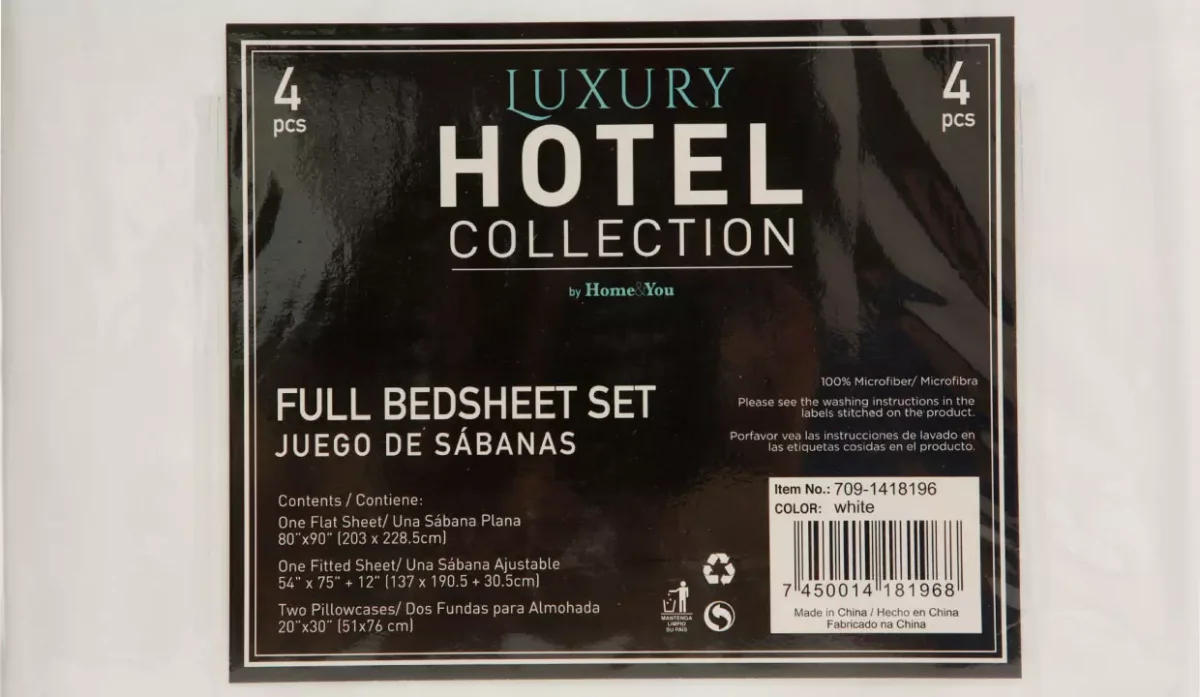 4
pcs
LUXURY
HOTEL
COLLECTION
by Home&You
4
pcs
FULL BEDSHEET SET
JUEGO DE SÁBANAS
Contents / Contiene:
One Flat Sheet/ Una Sábana Plana
80"x90" (203 x 228.5cm)
One Fitted Sheet/ Una Sábana Ajustable
54" x 75" + 12" (137 x 190.5 + 30.5cm)
Two Pillowcases/ Dos Fundas para Almohada
20"x30" (51x76 cm)
100% Microfiber/ Microfibra
Please see the washing instructions in the
labels stitched on the product.
Porfavor vea las instrucciones de lavado en
las etiquetas cosidas en el producto.
MANTENGA
LIMPIO
SU PAÍS
Item No.: 709-1418196
COLOR: white
7 450014 181968
Made in China / Hecho en China
Fabricado na China